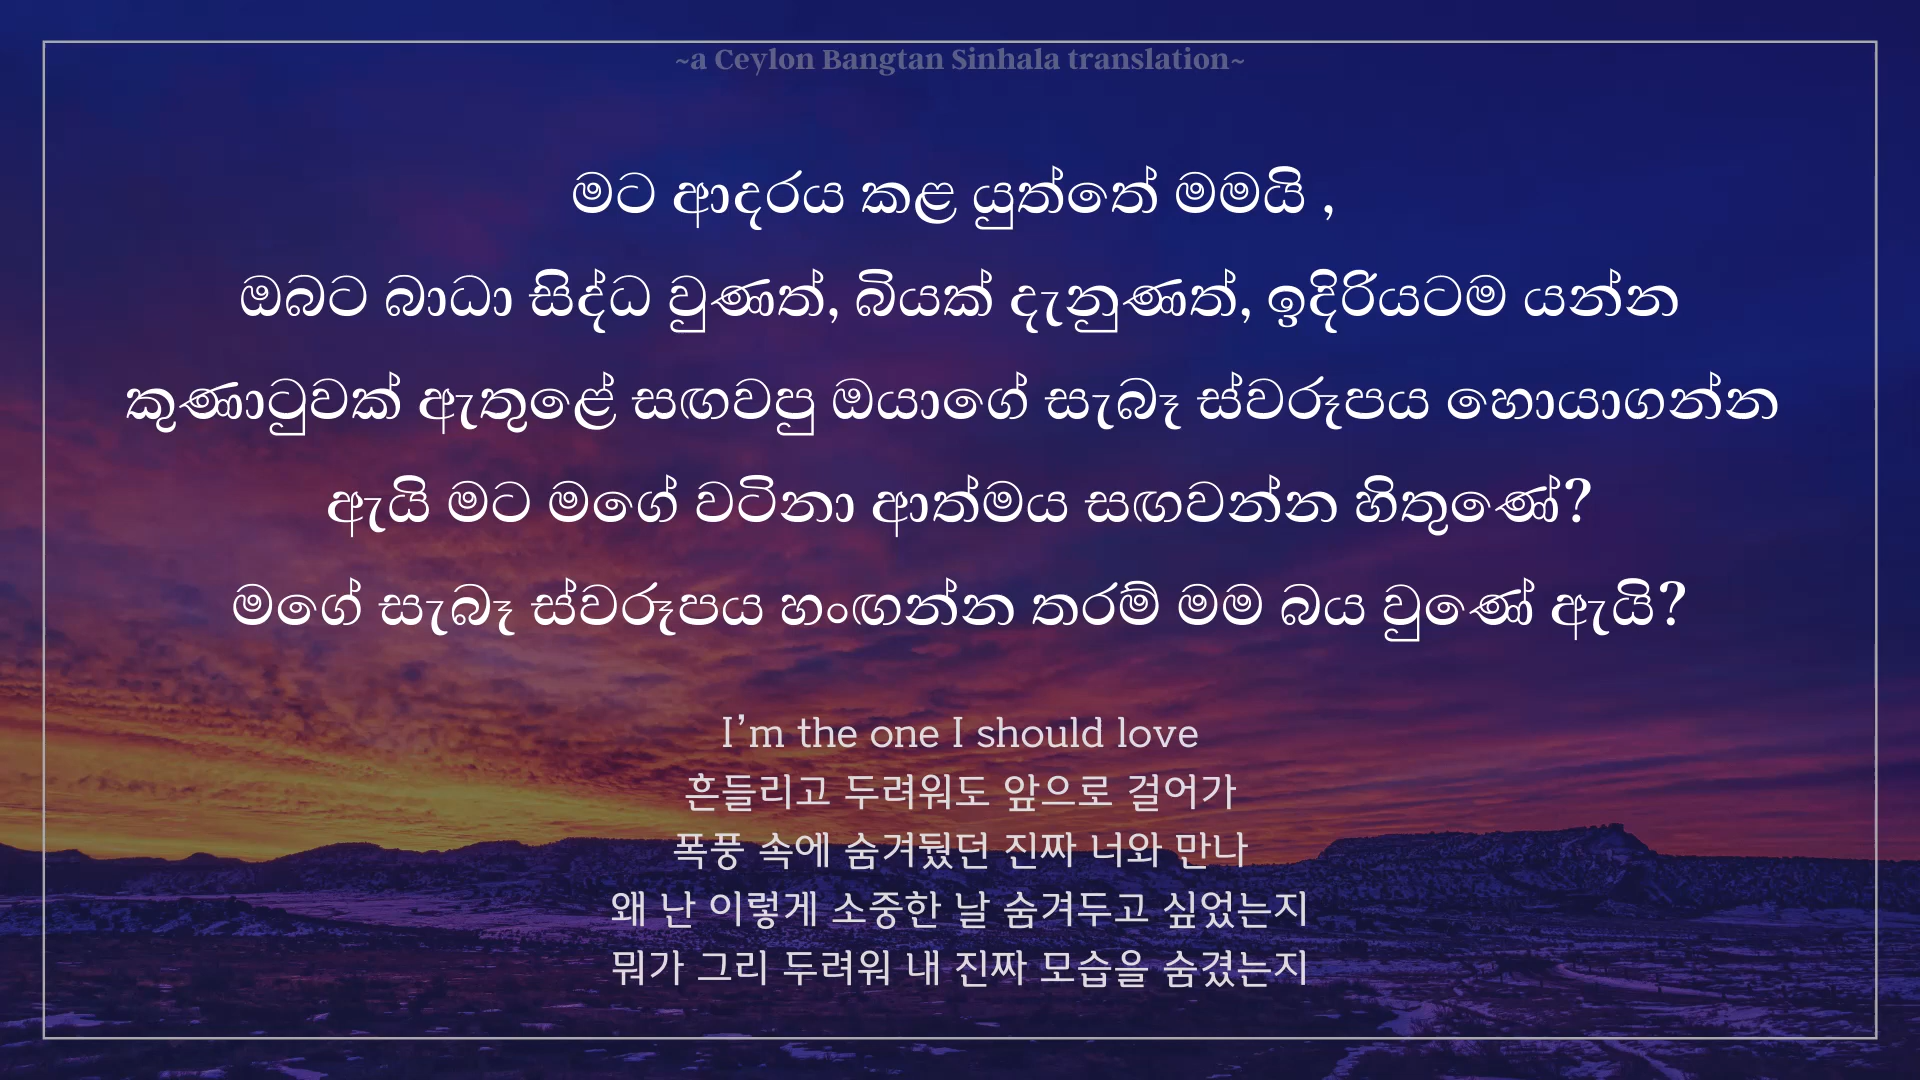 ~a Ceylon Bangtan Sinhala translation~
මට ආදරය කළ යුත්තේ මමයි ,
ඔබට බාධා සිද්ධ වුණත්, බියක් දැනුණත්, ඉදිරියටම යන්න
කුණාටුවක් ඇතුළේ සඟවපු ඔයාගේ සැබෑ ස්වරූපය හොයාගන්න
ඇයි මට මගේ වටිනා ආත්මය සඟවන්න හිතුණේ?
මගේ සැබෑ ස්වරූපය හංඟන්න තරම් මම බය වුණේ ඇයි?
I’m the one I should love
흔들리고 두려워도 앞으로 걸어가
폭풍 속에 숨겨뒀던 진짜 너와 만나
왜 난 이렇게 소중한 날 숨겨두고 싶었는지
뭐가 그리 두려워 내 진짜 모습을 숨겼는지